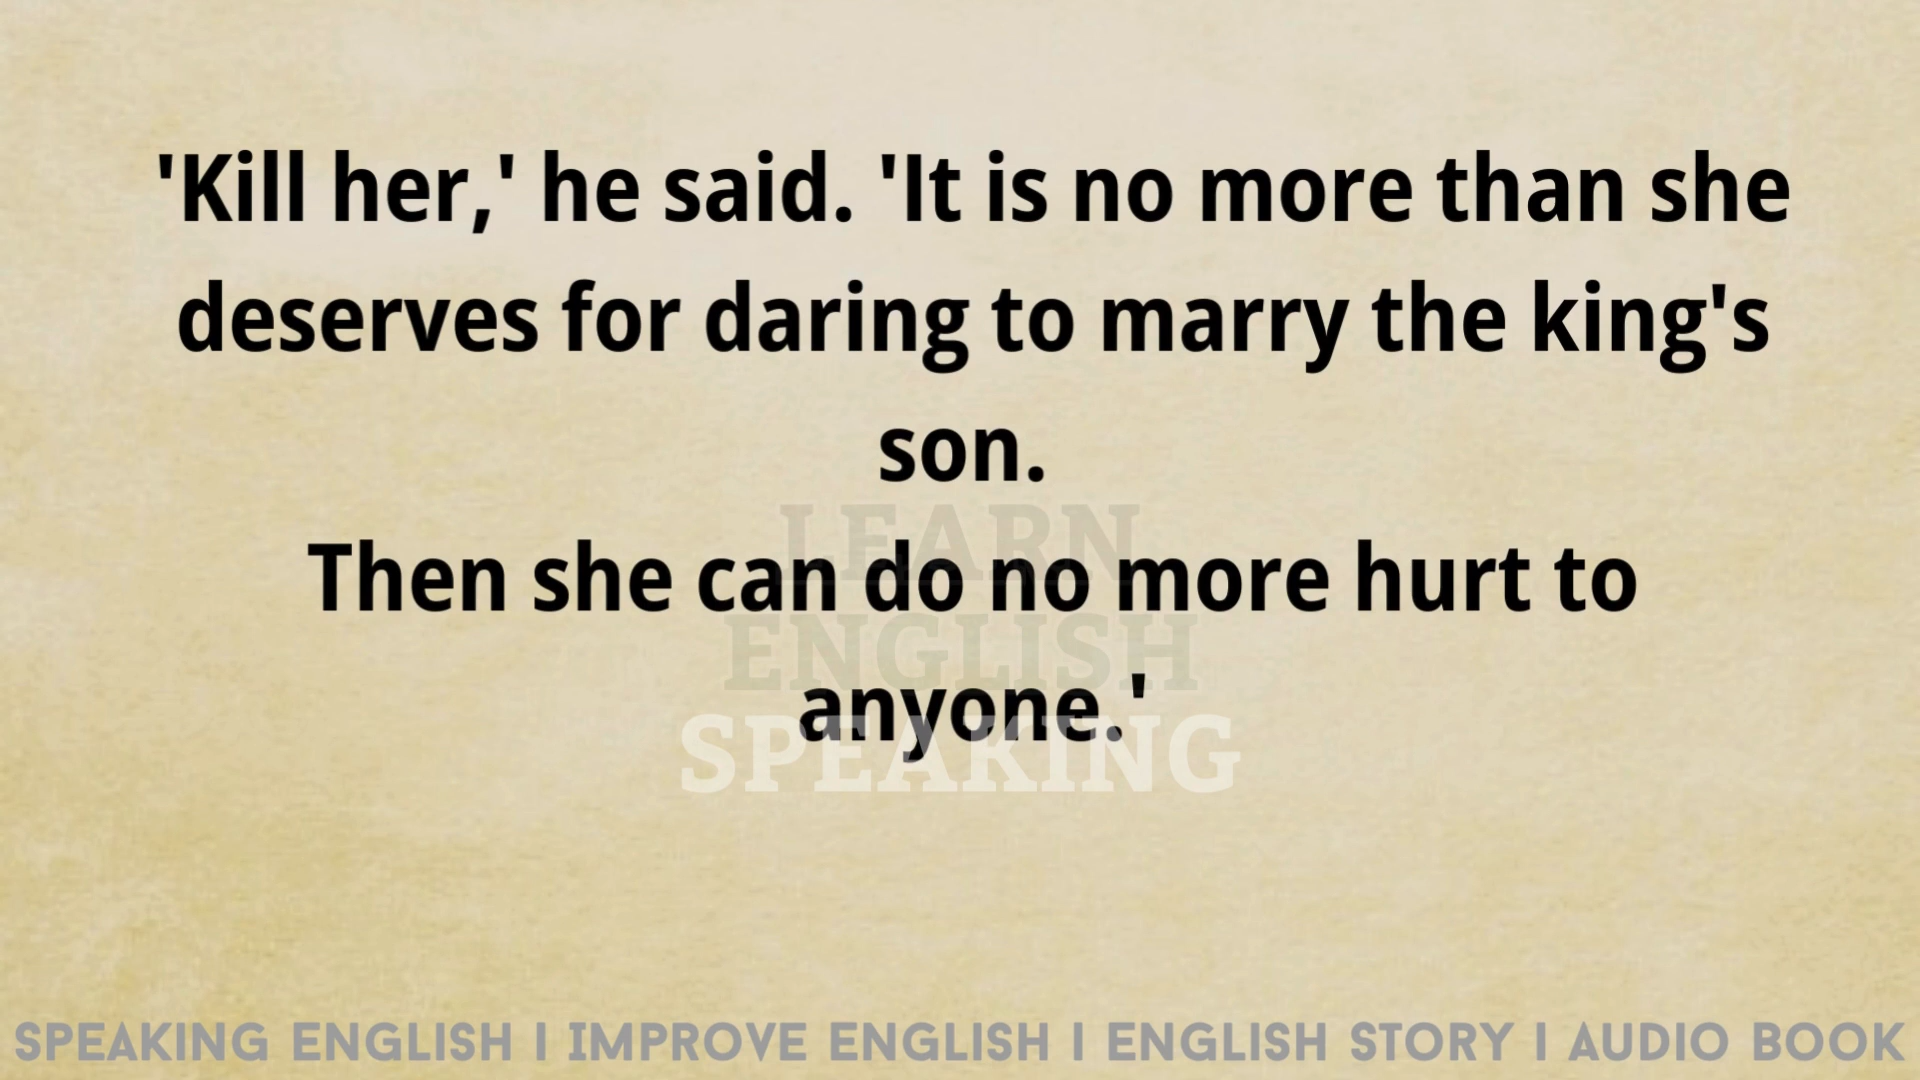 'Kill her,' he said. 'It is no more than she
deserves for daring to marry the king's
son.
Then she can do no more hurt to
anyone.'
LEARN
ENGLISH
SPEAKING
SPEAKING ENGLISH I IMPROVE ENGLISH I ENGLISH STORY I AUDIO BOOK